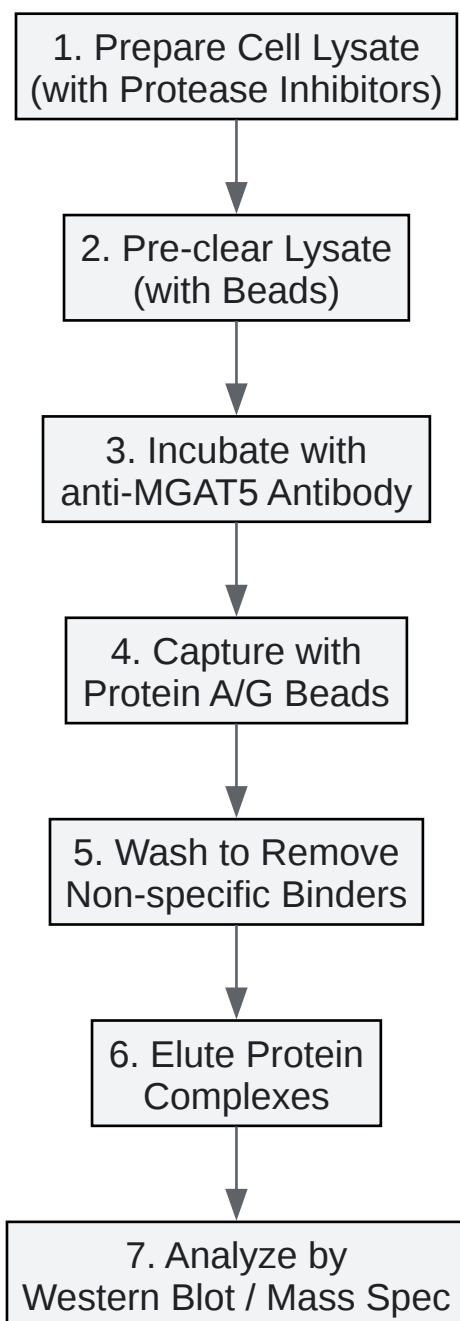 1. Prepare Cell Lysate
(with Protease Inhibitors)
2. Pre-clear Lysate
(with Beads)
3. Incubate with
anti-MGAT5 Antibody
4. Capture with
Protein A/G Beads
5. Wash to Remove
Non-specific Binders
6. Elute Protein
Complexes
7. Analyze by
Western Blot / Mass Spec